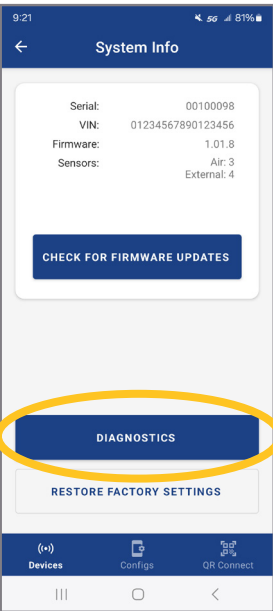 9:21 5G 81%
System Info
Serial: 00100098
VIN: 01234567890123456
Firmware: 1.01.8
Sensors: Air: 3
External: 4
CHECK FOR FIRMWARE UPDATES
DIAGNOSTICS
RESTORE FACTORY SETTINGS
Devices Configs QR Connect